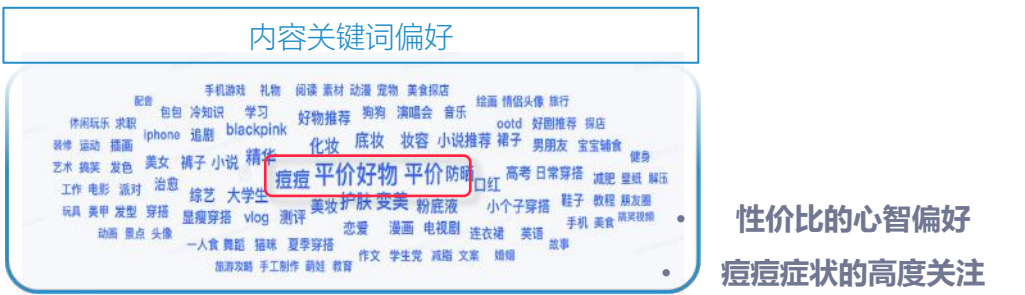 内容关键词偏好
手机游戏 礼物 阅读 素材 动漫 宠物 美食探店
配音 包包 冷知识 学习 好物推荐 狗狗 演唱会 音乐 绘画 情侣头像 旅行
休闲玩乐 求职 iphone 追剧 blackpink 化妆 底妆 妆容 小说推荐 裙子 ootd 好剧推荐 探店
装修 运动 插画 男朋友 宝宝辅食
艺术 搞笑 发色 美女 裤子 小说 精华 痘痘 平价好物 平价 防晒 口红 高考 日常穿搭 减肥 壁纸 解压 健身
工作 电影 派对 治愈 综艺 大学生 美妆 护肤 变美 粉底液 小个子穿搭 鞋子 教程 朋友圈
玩具 美甲 发型 穿搭 显瘦穿搭 vlog 测评 恋爱 漫画 电视剧 连衣裙 英语 手机 美食 搞笑视频
动画 景点 头像 一人食 舞蹈 猫咪 夏季穿搭 故事
旅游攻略 手工制作 萌娃 教育 作文 学生党 减脂 文案 婚姻
• 性价比的心智偏好
• 痘痘症状的高度关注